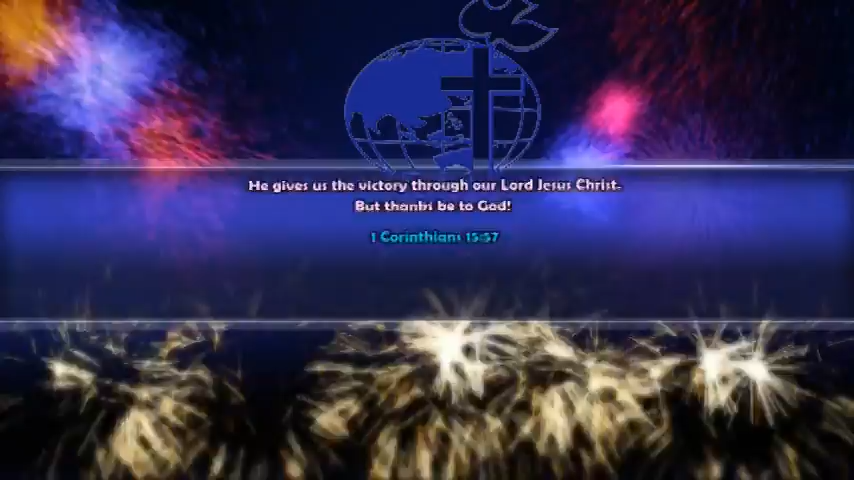 He gives us the victory through our Lord Jesus Christ.
But thanks be to God!
1 Corinthians 15:57